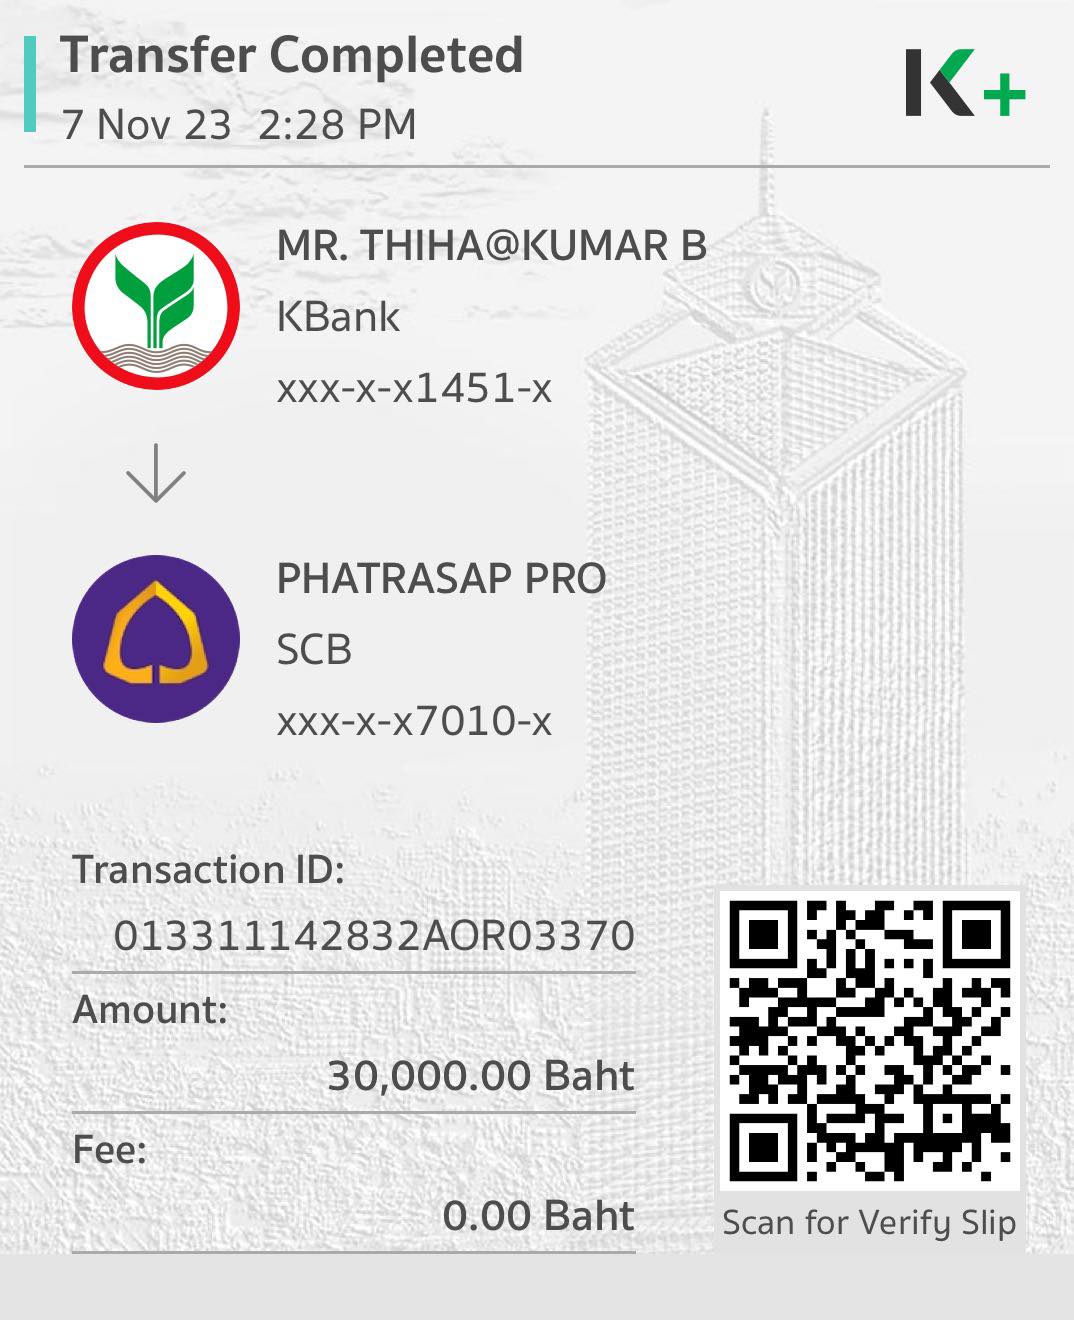 Transfer Completed
7 Nov 23 2:28 PM
K+
MR. THIHA@KUMAR B
KBank
xxx-x-x1451-x
PHATRASAP PRO
SCB
xxx-x-x7010-x
Transaction ID:
013311142832AOR03370
Amount:
30,000.00 Baht
Fee:
0.00 Baht
Scan for Verify Slip